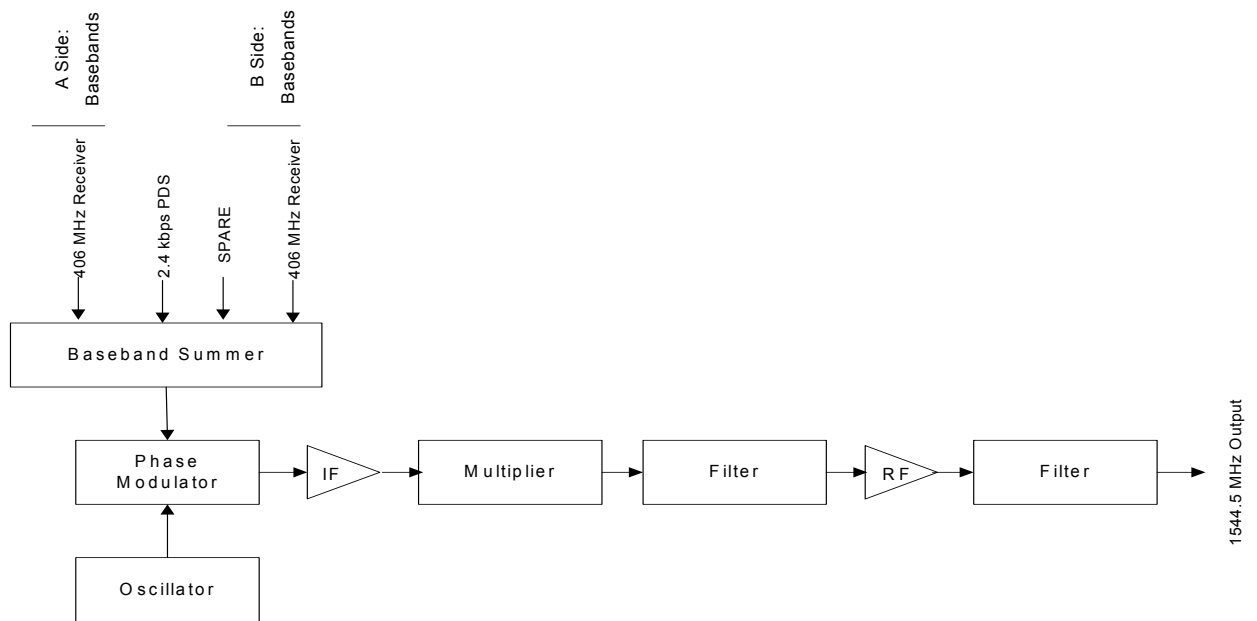 A Side:
Basebands
B Side:
Basebands
406 MHz Receiver
2.4 kbps PDS
SPARE
406 MHz Receiver
Baseband Summer
Phase
Modulator
IF
Multiplier
Filter
RF
Filter
1544.5 MHz Output
Oscillator